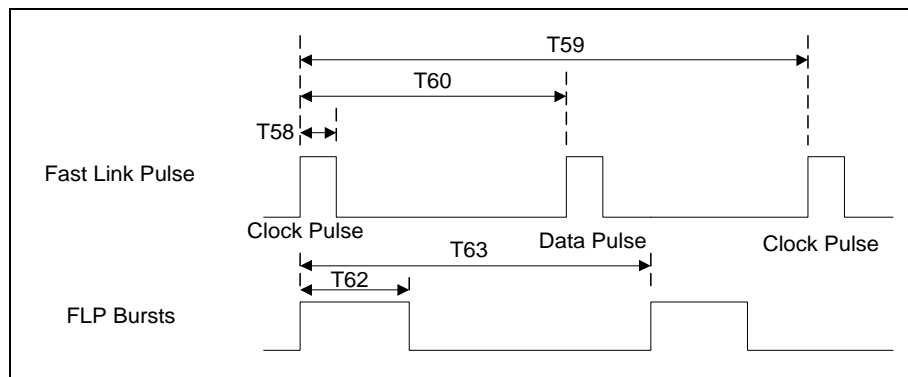 T59
T60
T58
Fast Link Pulse
Clock Pulse
Data Pulse
Clock Pulse
T63
T62
FLP Bursts